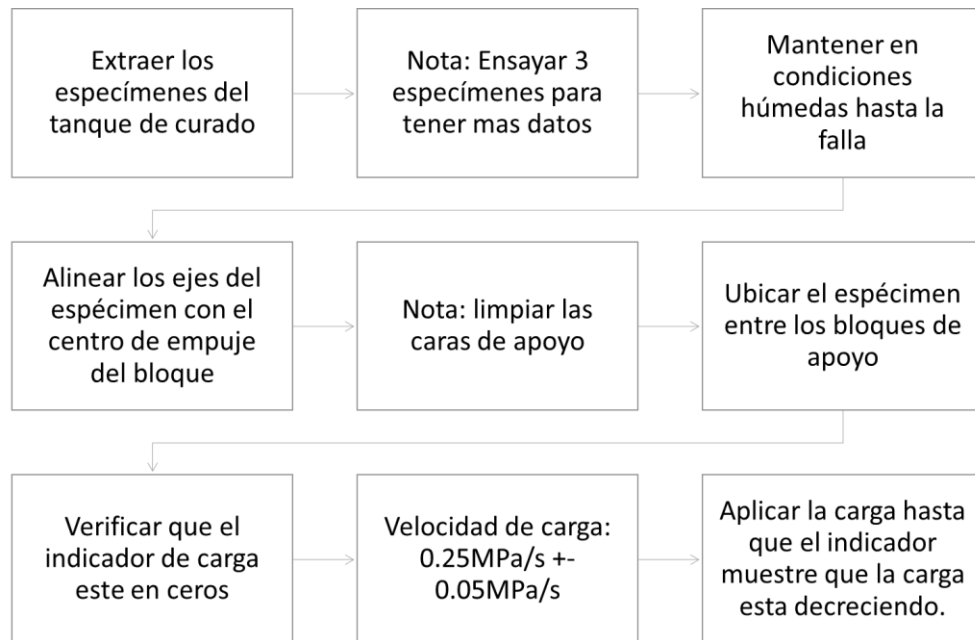 Extraer los
especímenes del
tanque de curado
Nota: Ensayar 3
especímenes para
tener mas datos
Mantener en
condiciones
húmedas hasta la
falla
Alinear los ejes del
espécimen con el
centro de empuje
del bloque
Nota: limpiar las
caras de apoyo
Ubicar el espécimen
entre los bloques de
apoyo
Verificar que el
indicador de carga
este en ceros
Velocidad de carga:
0.25MPa/s +-
0.05MPa/s
Aplicar la carga hasta
que el indicador
muestre que la carga
esta decreciendo.